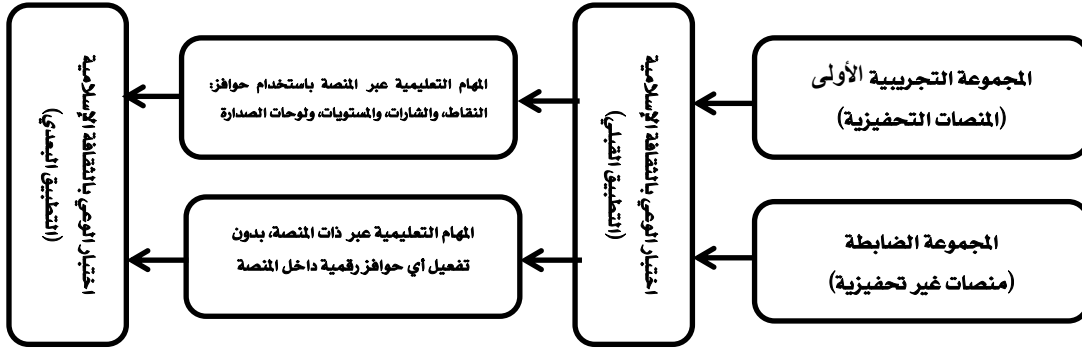 المجموعة التجريبية الأولى
(المنصات التحفيزية)
المجموعة الضابطة
(منصات غير تحفيزية)
اختبار الوعي بالثقافة الإسلامية
(التطبيق القبلي)
المهام التعليمية عبر المنصة باستخدام حوافز:
النقاط، والشارات، والمستويات، ولوحات الصدارة
المهام التعليمية عبر ذات المنصة، بدون
تفعيل أي حوافز رقمية داخل المنصة
اختبار الوعي بالثقافة الإسلامية
(التطبيق البعدي)